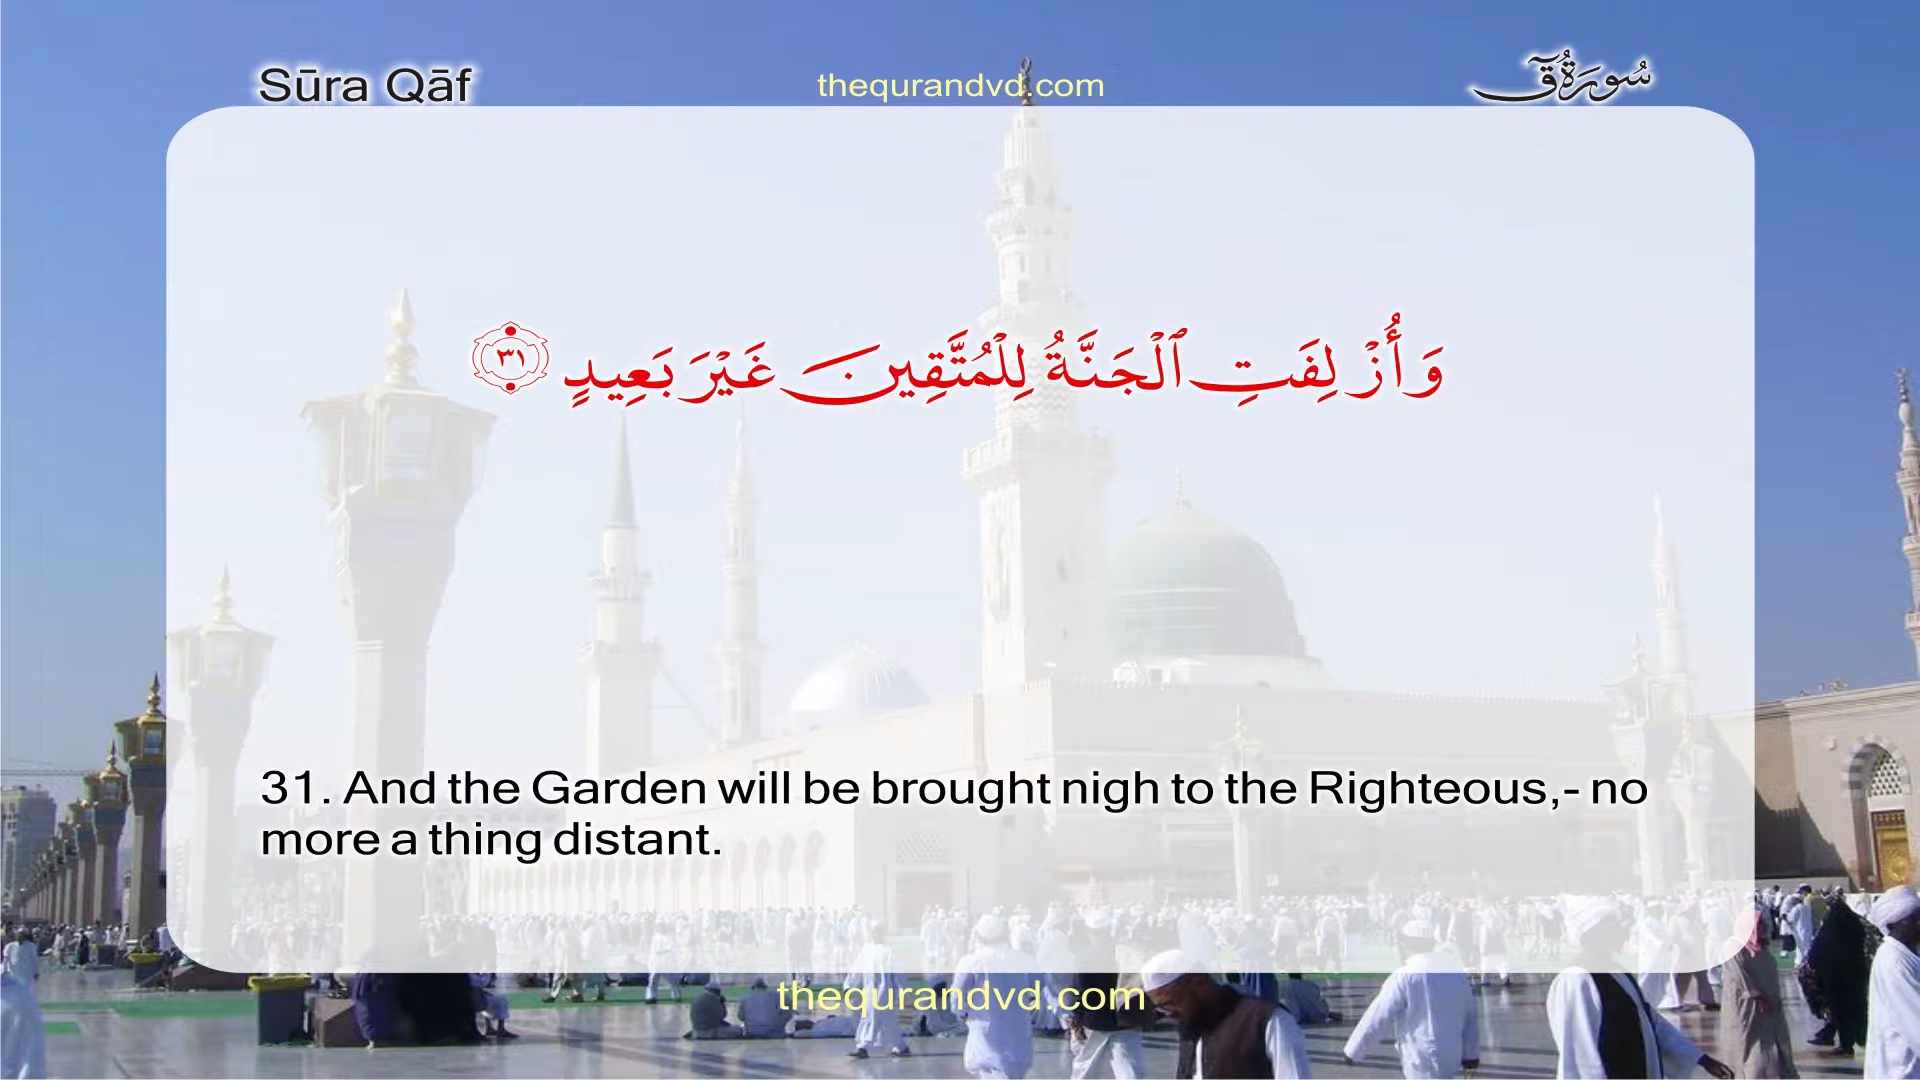 Sūra Qāf
thequrandvd.com
سُورَةُ قٓ
وَأُزْلِفَتِ ٱلْجَنَّةُ لِلْمُتَّقِينَ غَيْرَ بَعِيدٍ ٣١
31. And the Garden will be brought nigh to the Righteous,- no
more a thing distant.
thequrandvd.com